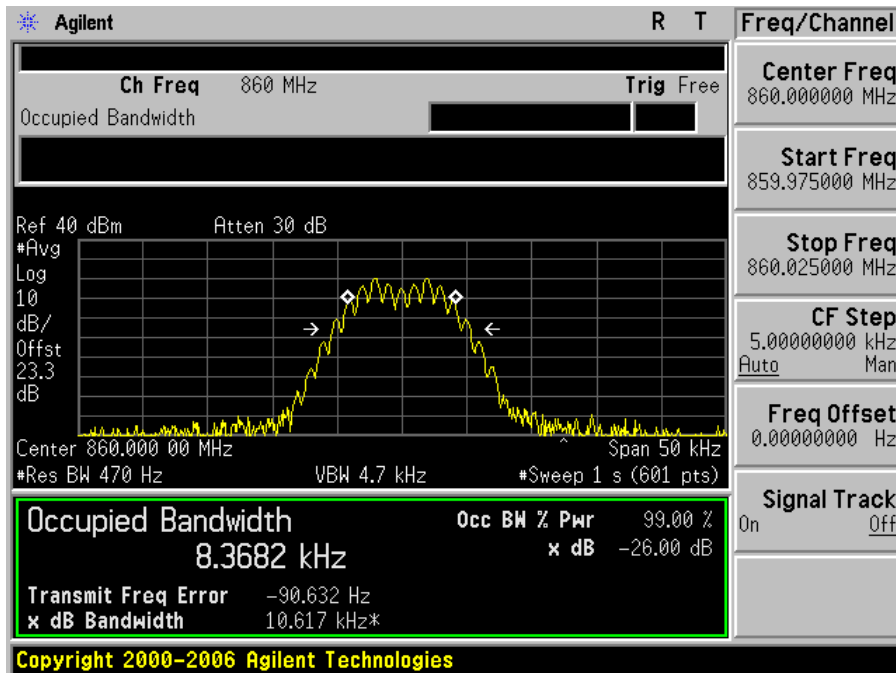 Agilent R T
Freq/Channel
Ch Freq 860 MHz Trig Free
Occupied Bandwidth
Center Freq
860.000000 MHz
Start Freq
859.975000 MHz
Stop Freq
860.025000 MHz
CF Step
5.00000000 kHz
Auto Man
Freq Offset
0.00000000 Hz
Signal Track
On Off
Ref 40 dBm Atten 30 dB
#Avg
Log
10
dB/
Offst
23.3
dB
Center 860.000 00 MHz Span 50 kHz
#Res BW 470 Hz VBW 4.7 kHz #Sweep 1 s (601 pts)
Occupied Bandwidth Occ BW % Pwr 99.00 %
8.3682 kHz x dB -26.00 dB
Transmit Freq Error -90.632 Hz
x dB Bandwidth 10.617 kHz*
Copyright 2000-2006 Agilent Technologies